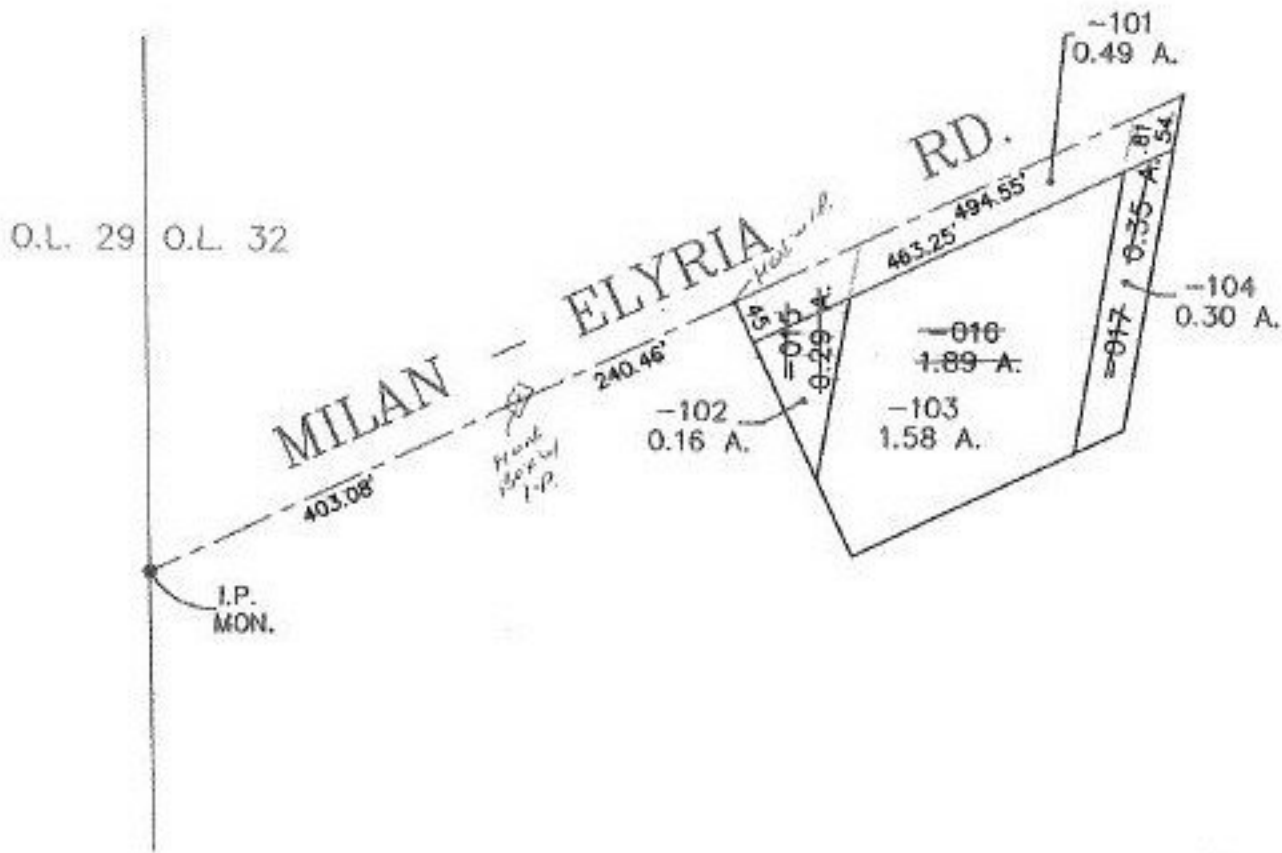 -101
0.49 A.
O.L. 29 O.L. 32
MILAN - ELYRIA RD.
494.55'
463.25'
.81
54
0.35 A.
-017
-104
0.30 A.
45
-015
0.29 A.
-016
1.89 A.
240.46'
-102
0.16 A.
-103
1.58 A.
403.08'
I.P.
I.P.
MON.